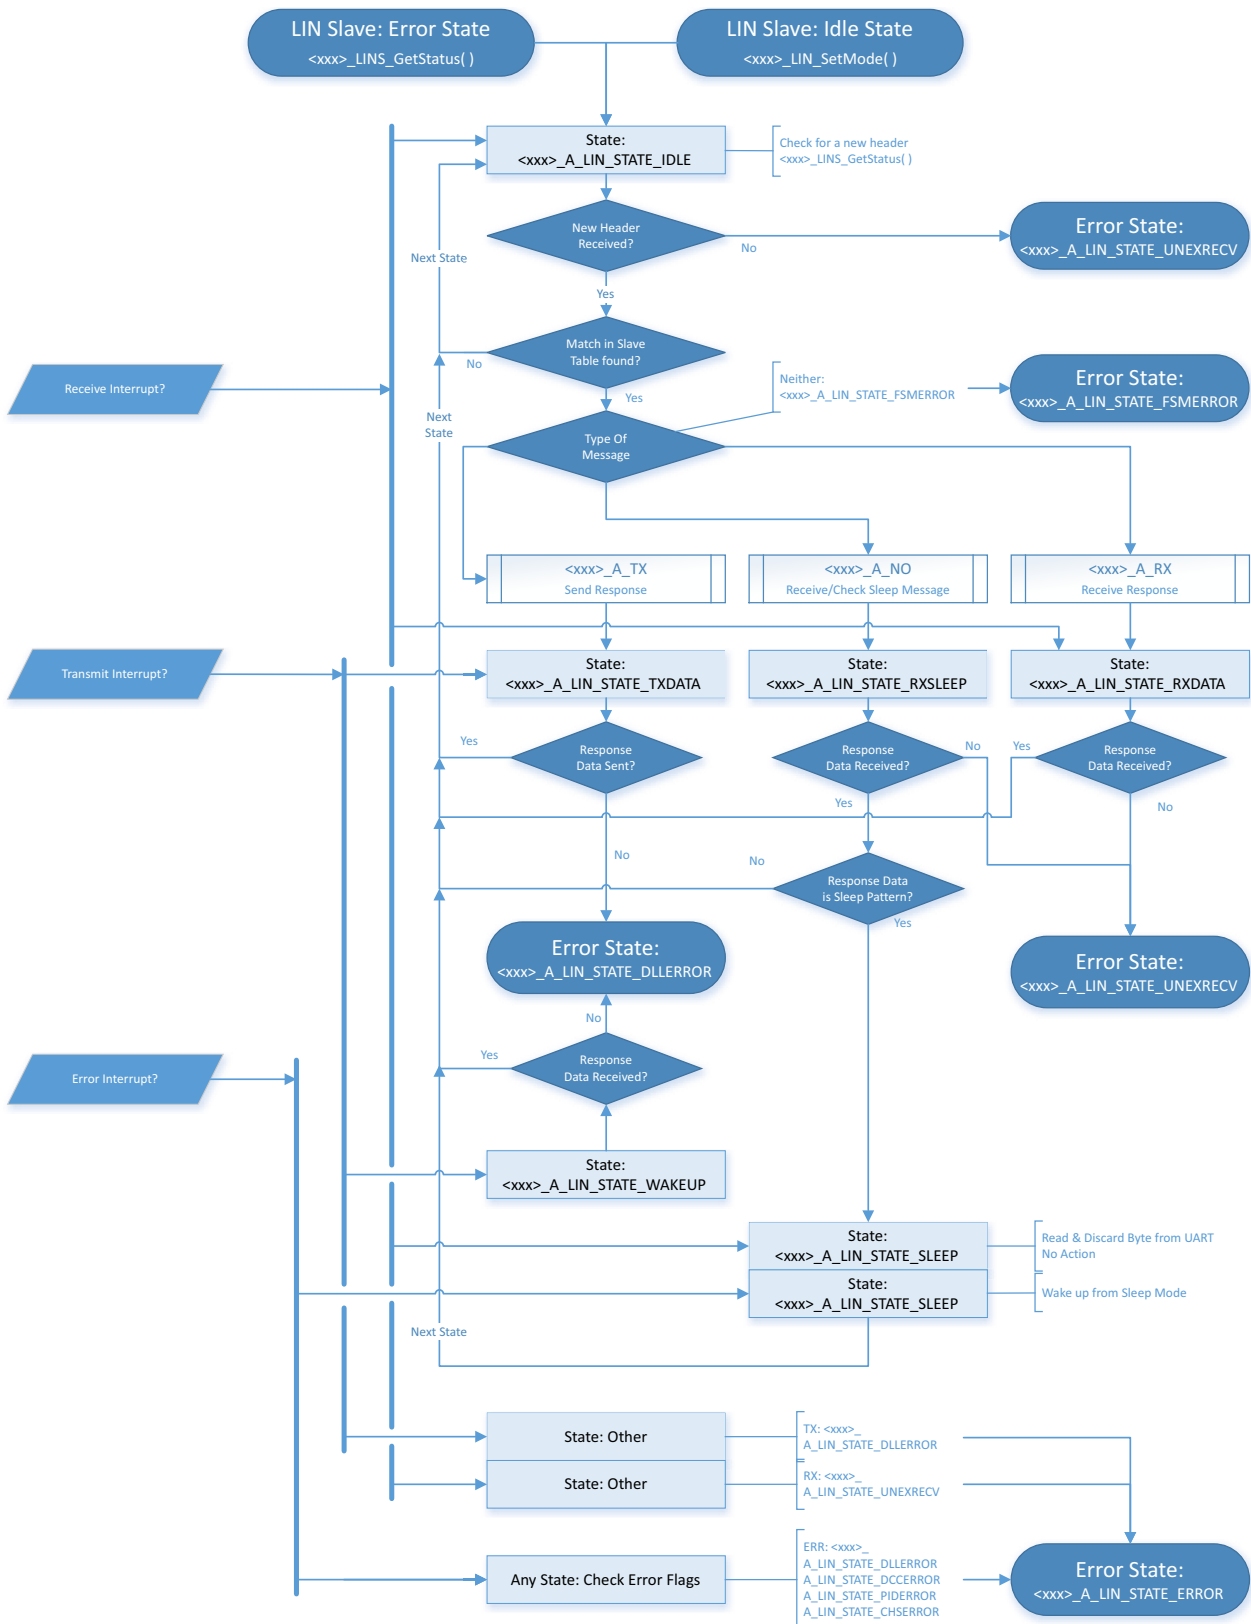 LIN Slave: Error State
<xxx>_LINS_GetStatus( )
LIN Slave: Idle State
<xxx>_LIN_SetMode( )
State:
<xxx>_A_LIN_STATE_IDLE
Check for a new header
<xxx>_LINS_GetStatus( )
New Header
Received?
No
Error State:
<xxx>_A_LIN_STATE_UNEXRECV
Next State
Yes
Match in Slave
Table found?
No
Yes
Receive Interrupt?
Neither:
<xxx>_A_LIN_STATE_FSMERROR
Error State:
<xxx>_A_LIN_STATE_FSMERROR
Next
State
Type Of
Message
<xxx>_A_TX
Send Response
<xxx>_A_NO
Receive/Check Sleep Message
<xxx>_A_RX
Receive Response
Transmit Interrupt?
State:
<xxx>_A_LIN_STATE_TXDATA
State:
<xxx>_A_LIN_STATE_RXSLEEP
State:
<xxx>_A_LIN_STATE_RXDATA
Yes
Response
Data Sent?
Response
Data Received?
No
Yes
Response
Data Received?
Yes
No
No
No
Response Data
is Sleep Pattern?
Yes
Error State:
<xxx>_A_LIN_STATE_DLLERROR
Error State:
<xxx>_A_LIN_STATE_UNEXRECV
No
Yes
Response
Data Received?
Error Interrupt?
State:
<xxx>_A_LIN_STATE_WAKEUP
State:
<xxx>_A_LIN_STATE_SLEEP
Read & Discard Byte from UART
No Action
State:
<xxx>_A_LIN_STATE_SLEEP
Wake up from Sleep Mode
Next State
State: Other
TX: <xxx>_
A_LIN_STATE_DLLERROR
State: Other
RX: <xxx>_
A_LIN_STATE_UNEXRECV
Any State: Check Error Flags
ERR: <xxx>_
A_LIN_STATE_DLLERROR
A_LIN_STATE_DCCERROR
A_LIN_STATE_PIDERROR
A_LIN_STATE_CHSERROR
Error State:
<xxx>_A_LIN_STATE_ERROR